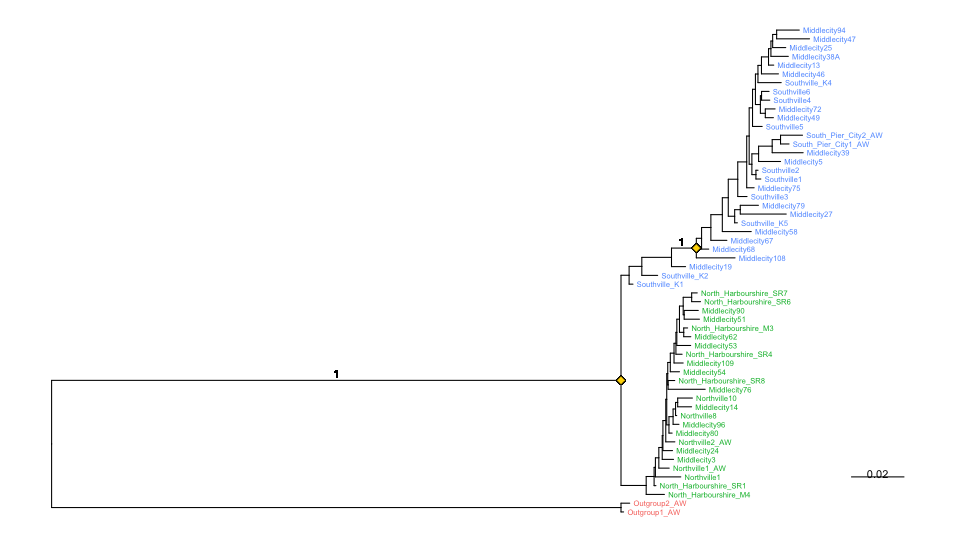 Middlecity94
Middlecity47
Middlecity25
Middlecity38A
Middlecity13
Middlecity46
Southville_K4
Southville6
Southville4
Middlecity72
Middlecity49
Southville5
South_Pier_City2_AW
South_Pier_City1_AW
Middlecity39
Middlecity5
Southville2
Southville1
Middlecity75
Southville3
Middlecity79
Middlecity27
Southville_K5
Middlecity58
Middlecity67
1
Middlecity68
Middlecity108
Middlecity19
Southville_K2
Southville_K1
North_Harbourshire_SR7
North_Harbourshire_SR6
Middlecity90
Middlecity51
North_Harbourshire_M3
Middlecity62
Middlecity53
North_Harbourshire_SR4
Middlecity109
Middlecity54
1
North_Harbourshire_SR8
Middlecity76
Northville10
Middlecity14
Northville8
Middlecity96
Middlecity80
Northville2_AW
Middlecity24
Middlecity3
Northville1_AW
0.02
Northville1
North_Harbourshire_SR1
North_Harbourshire_M4
Outgroup2_AW
Outgroup1_AW